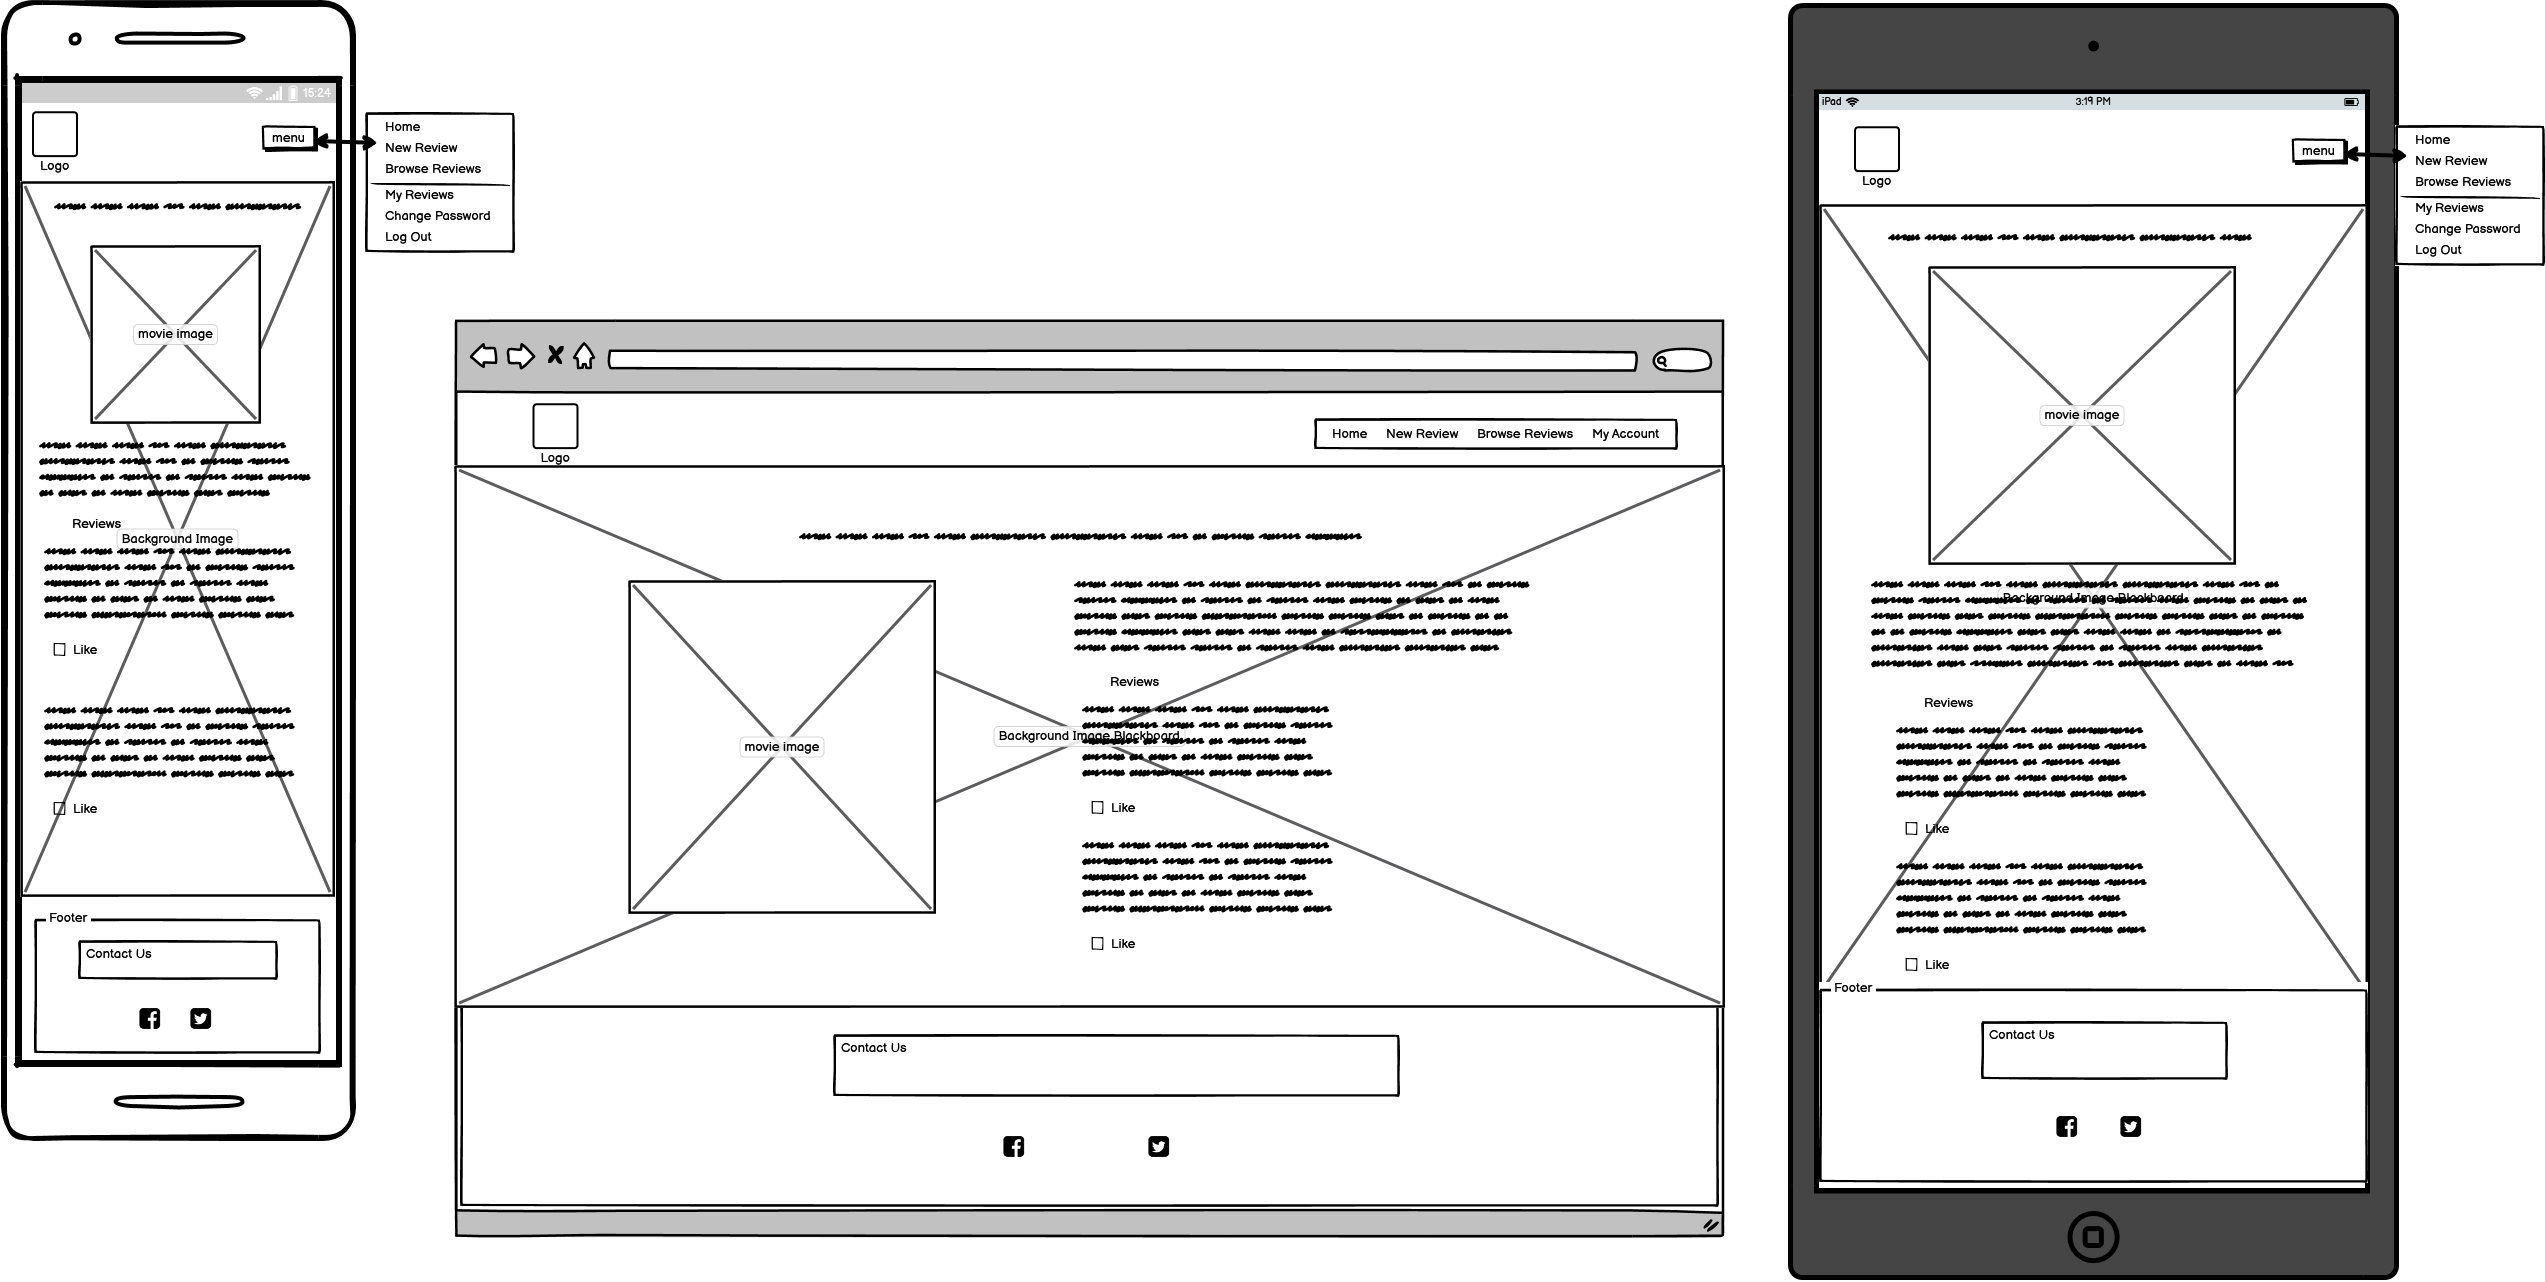 15:24
Logo
menu
Home
New Review
Browse Reviews
My Reviews
Change Password
Log Out
movie image
Reviews
Background Image
Like
Like
Footer
Contact Us
Logo
Home New Review Browse Reviews My Account
movie image
Reviews
Background Image Blackboard
Like
Like
Contact Us
iPad
3:19 PM
Logo
menu
Home
New Review
Browse Reviews
My Reviews
Change Password
Log Out
movie image
Background Image Blackboard
Reviews
Like
Like
Footer
Contact Us